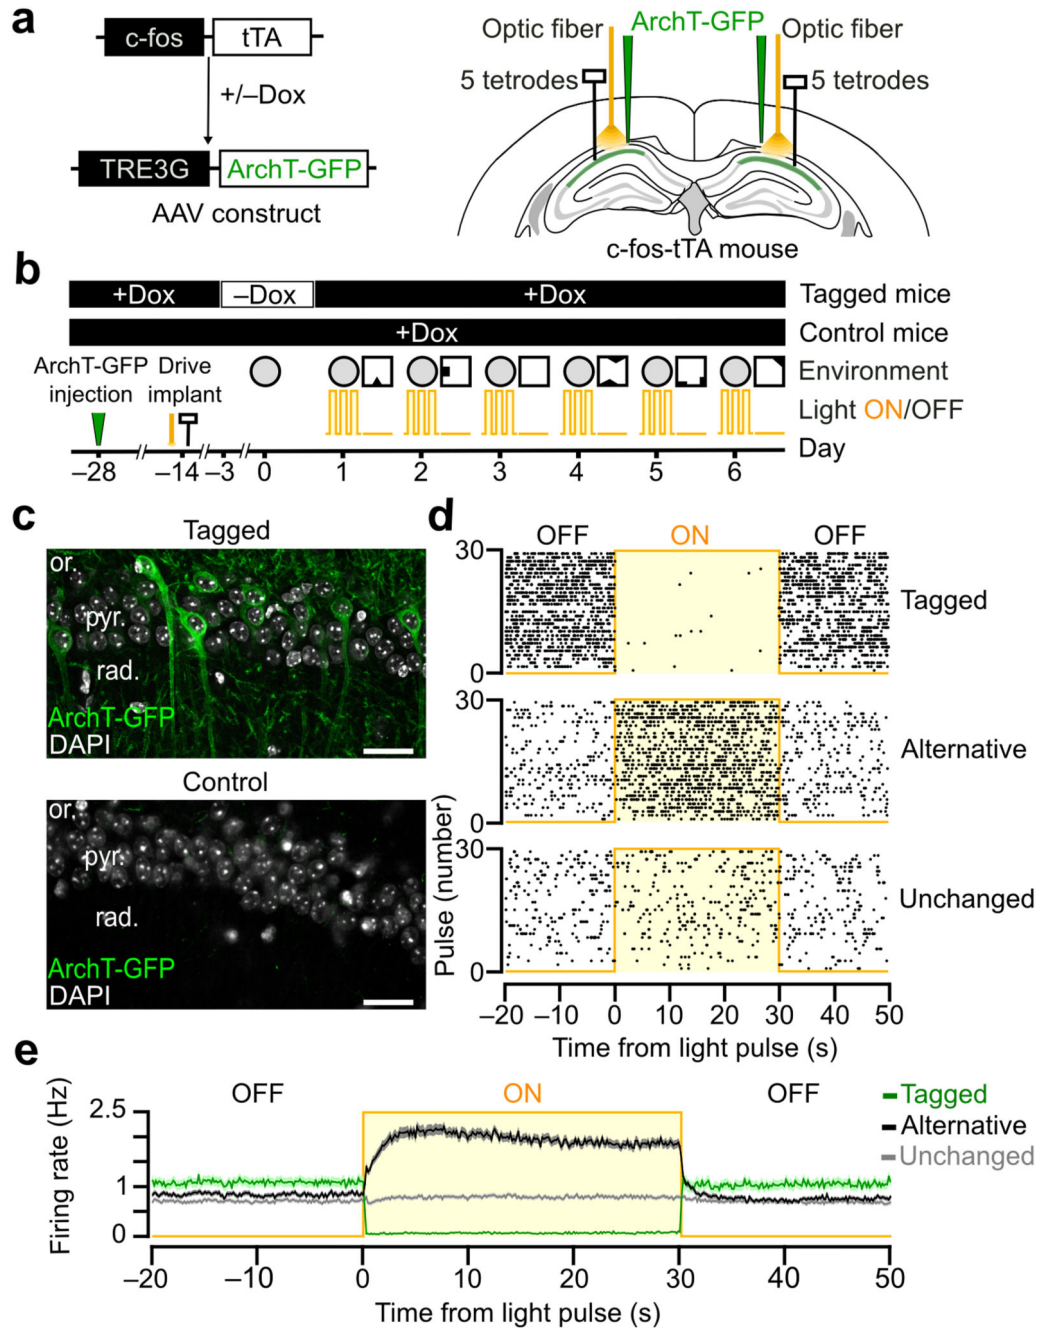 a
c-fos tTA
+/–Dox
TRE3G ArchT-GFP
AAV construct
ArchT-GFP
Optic fiber Optic fiber
5 tetrodes 5 tetrodes
c-fos-tTA mouse
b
+Dox –Dox +Dox Tagged mice
+Dox Control mice
ArchT-GFP Drive Environment
injection implant
Light ON/OFF
Day
–28 –14 –3 0 1 2 3 4 5 6
c
Tagged
or.
pyr.
rad.
ArchT-GFP
DAPI
Control
or.
pyr.
rad.
ArchT-GFP
DAPI
d
OFF ON OFF
30
Tagged
0
30
Alternative
0
30
Unchanged
0
Pulse (number)
–20 –10 0 10 20 30 40 50
Time from light pulse (s)
e
OFF ON OFF
Tagged
Alternative
Unchanged
Firing rate (Hz)
2.5
1
0
–20 –10 0 10 20 30 40 50
Time from light pulse (s)